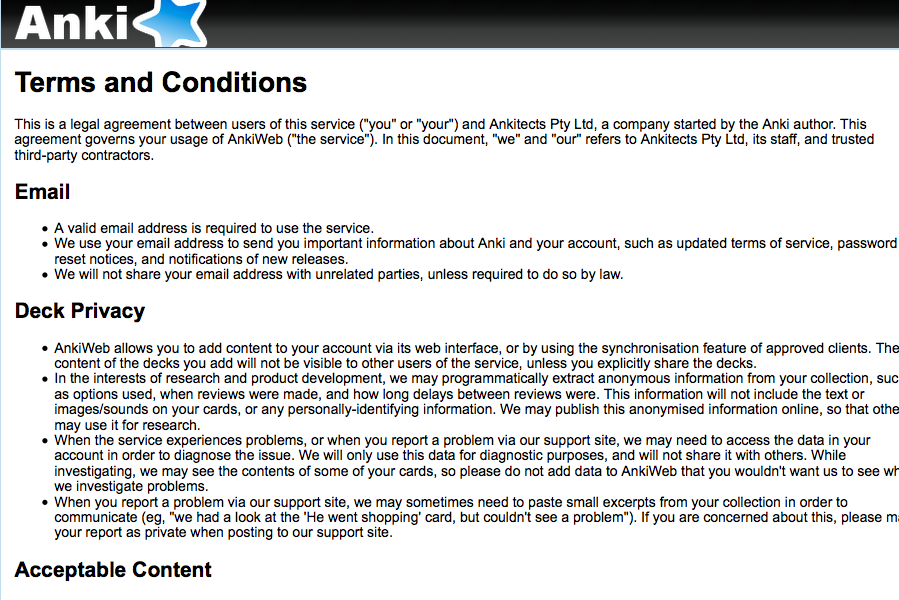 Anki
Terms and Conditions
This is a legal agreement between users of this service ("you" or "your") and Ankitects Pty Ltd, a company started by the Anki author. This
agreement governs your usage of AnkiWeb ("the service"). In this document, "we" and "our" refers to Ankitects Pty Ltd, its staff, and trusted
third-party contractors.
Email
• A valid email address is required to use the service.
• We use your email address to send you important information about Anki and your account, such as updated terms of service, password
reset notices, and notifications of new releases.
• We will not share your email address with unrelated parties, unless required to do so by law.
Deck Privacy
• AnkiWeb allows you to add content to your account via its web interface, or by using the synchronisation feature of approved clients. The
content of the decks you add will not be visible to other users of the service, unless you explicitly share the decks.
• In the interests of research and product development, we may programmatically extract anonymous information from your collection, suc
as options used, when reviews were made, and how long delays between reviews were. This information will not include the text or
images/sounds on your cards, or any personally-identifying information. We may publish this anonymised information online, so that othe
may use it for research.
• When the service experiences problems, or when you report a problem via our support site, we may need to access the data in your
account in order to diagnose the issue. We will only use this data for diagnostic purposes, and will not share it with others. While
investigating, we may see the contents of some of your cards, so please do not add data to AnkiWeb that you wouldn't want us to see wh
we investigate problems.
• When you report a problem via our support site, we may sometimes need to paste small excerpts from your collection in order to
communicate (eg, "we had a look at the 'He went shopping' card, but couldn't see a problem"). If you are concerned about this, please ma
your report as private when posting to our support site.
Acceptable Content